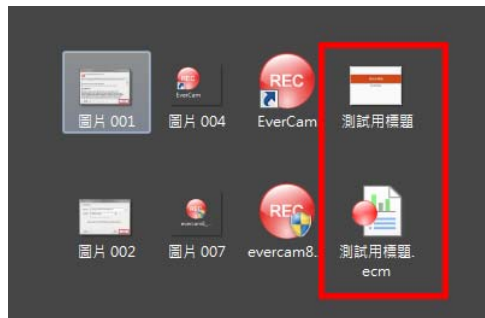 REC
EverCam
REC
圖片 001
圖片 004
EverCam
測試用標題
REC
圖片 002
圖片 007
evercam8.
測試用標題.
ecm